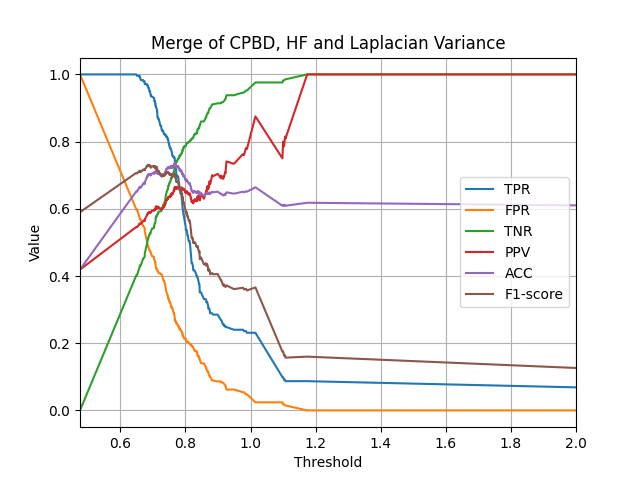 Merge of CPBD, HF and Laplacian Variance
Value
1.0
0.8
0.6
0.4
0.2
0.0
TPR
FPR
TNR
PPV
ACC
F1-score
0.6 0.8 1.0 1.2 1.4 1.6 1.8 2.0
Threshold